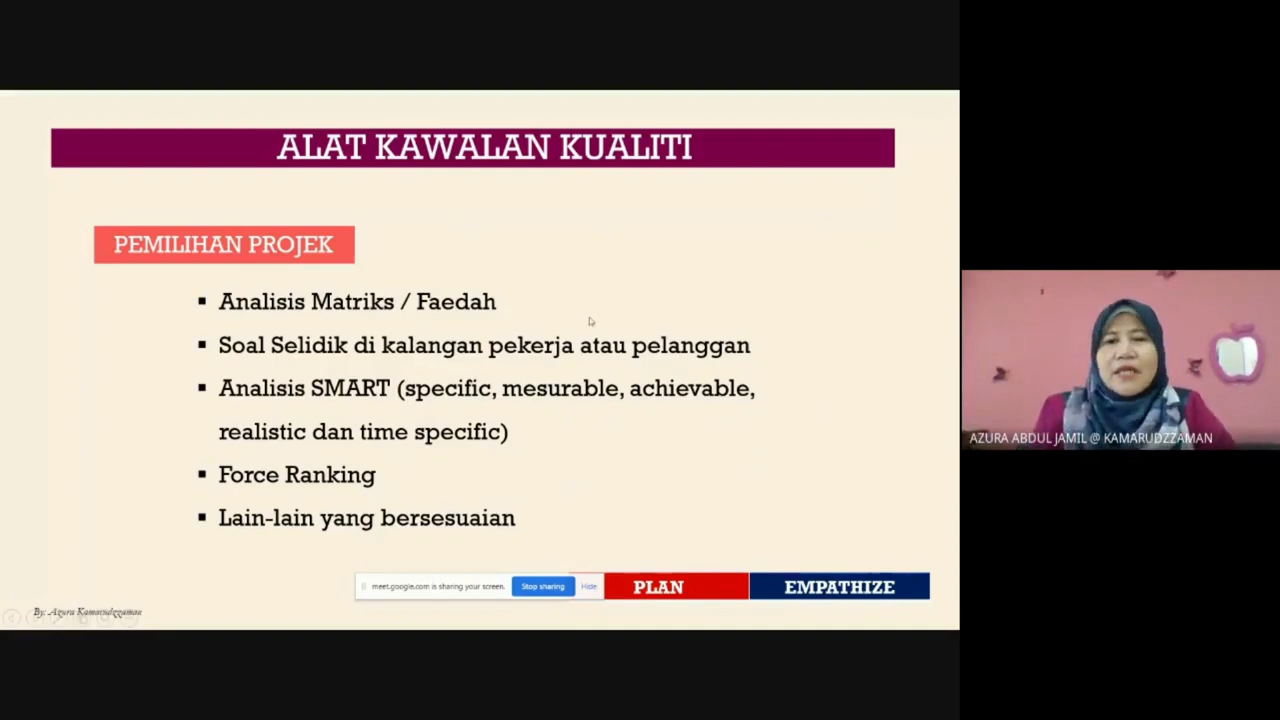 ALAT KAWALAN KUALITI
PEMILIHAN PROJEK
▪ Analisis Matriks / Faedah
▪ Soal Selidik di kalangan pekerja atau pelanggan
▪ Analisis SMART (specific, mesurable, achievable,
realistic dan time specific)
▪ Force Ranking
▪ Lain-lain yang bersesuaian
meet.google.com is sharing your screen.
Stop sharing
Hide
PLAN
EMPATHIZE
By: Azura Kamarudzzaman
AZURA ABDUL JAMIL @ KAMARUDZZAMAN